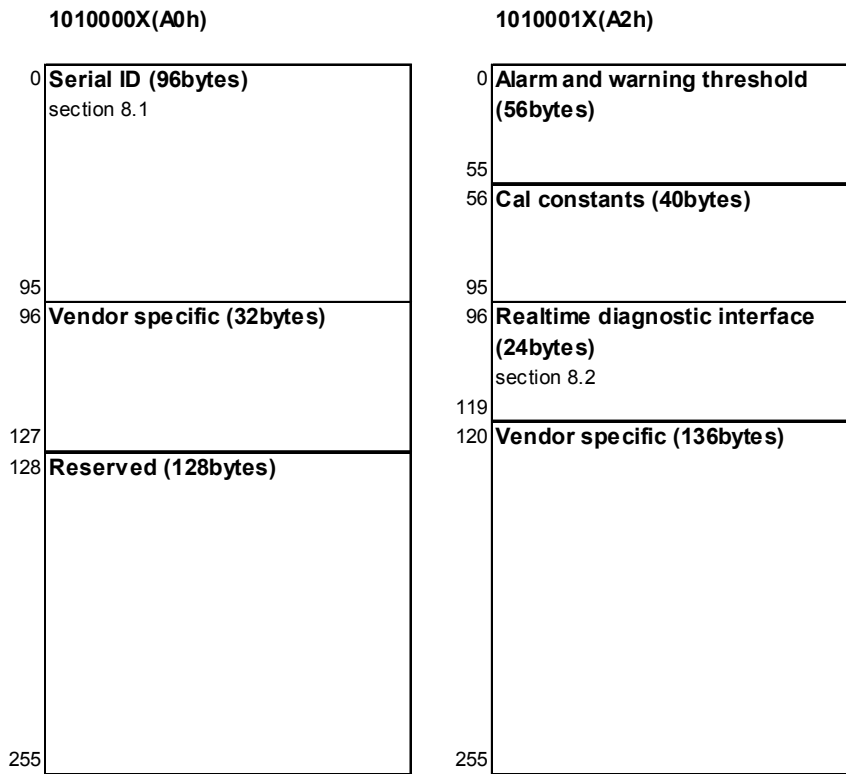 1010000X(A0h)
0 Serial ID (96bytes)
section 8.1
95
96 Vendor specific (32bytes)
127
128 Reserved (128bytes)
255
1010001X(A2h)
0 Alarm and warning threshold
(56bytes)
55
56 Cal constants (40bytes)
95
96 Realtime diagnostic interface
(24bytes)
section 8.2
119
120 Vendor specific (136bytes)
255